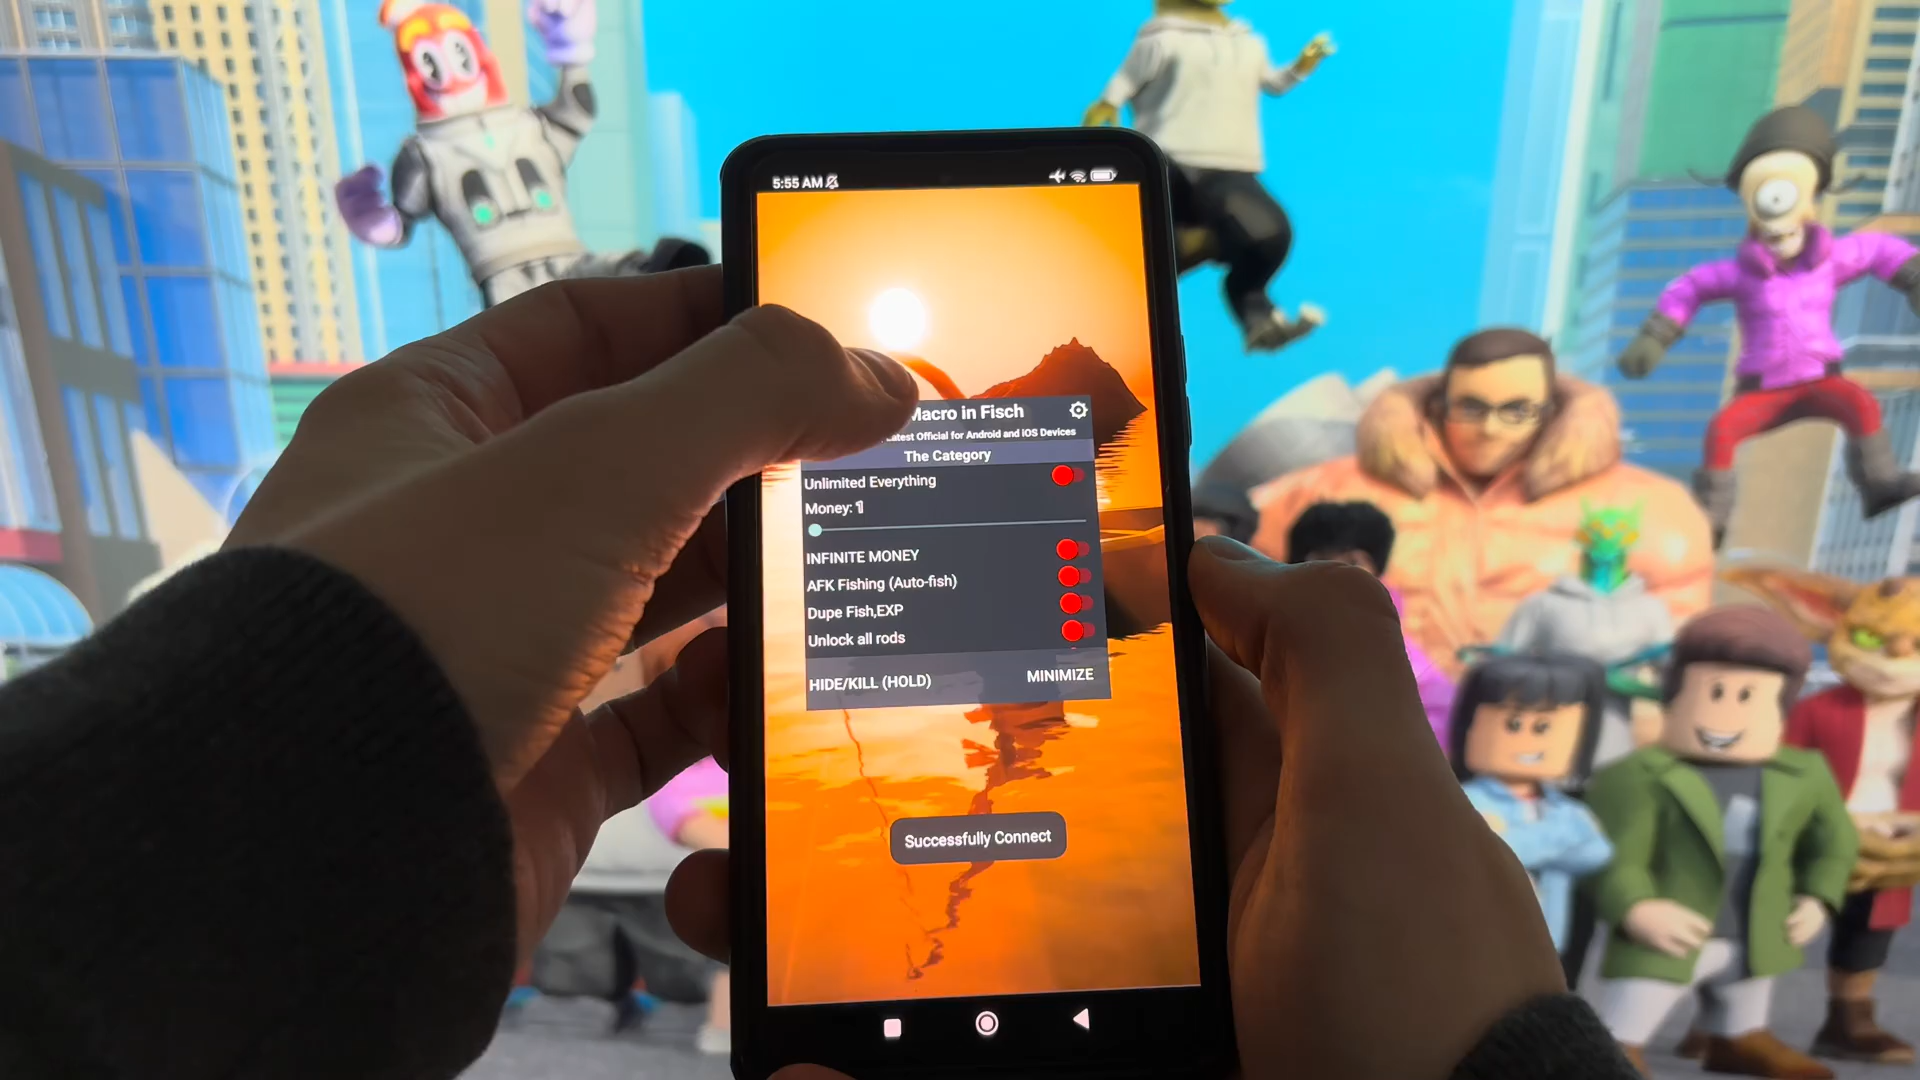 5:55 AM
Macro in Fisch
Latest Official for Android and iOS Devices
The Category
Unlimited Everything
Money: 1
INFINITE MONEY
AFK Fishing (Auto-fish)
Dupe Fish,EXP
Unlock all rods
HIDE/KILL (HOLD)
MINIMIZE
Successfully Connect